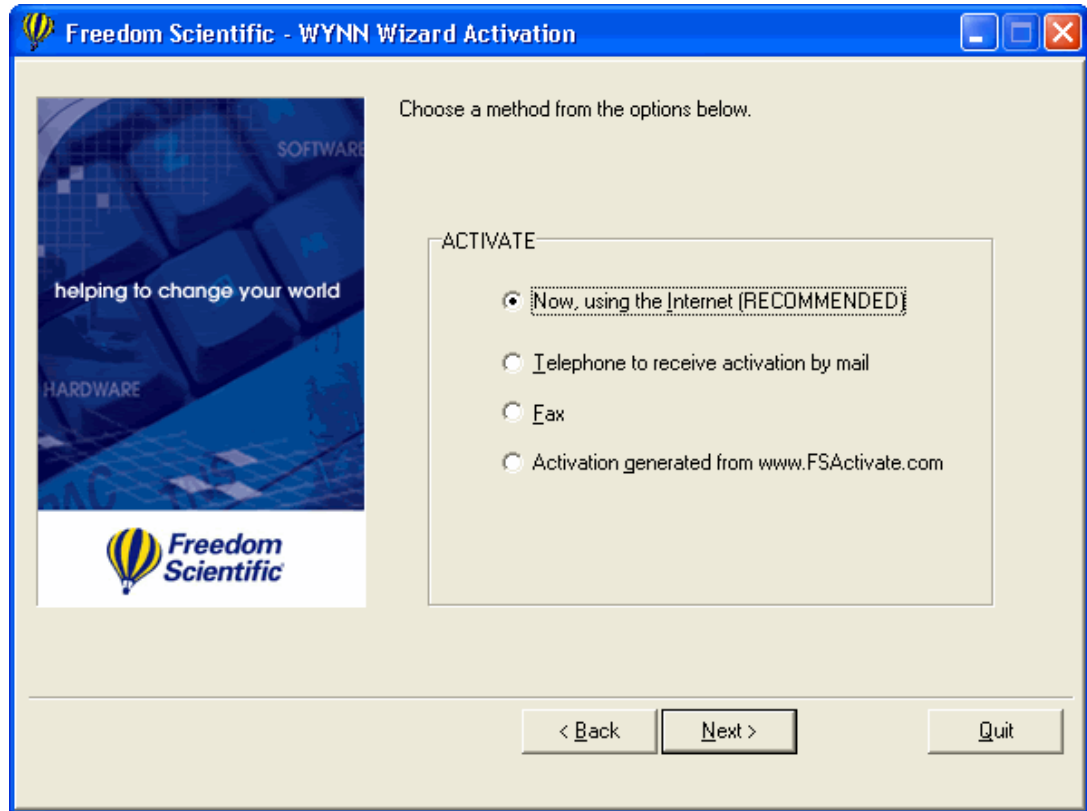 Freedom Scientific - WYNN Wizard Activation
Choose a method from the options below.
SOFTWARE
helping to change your world
HARDWARE
Freedom
Scientific
ACTIVATE
Now, using the Internet (RECOMMENDED)
Telephone to receive activation by mail
Fax
Activation generated from www.FSActivate.com
< Back
Next >
Quit